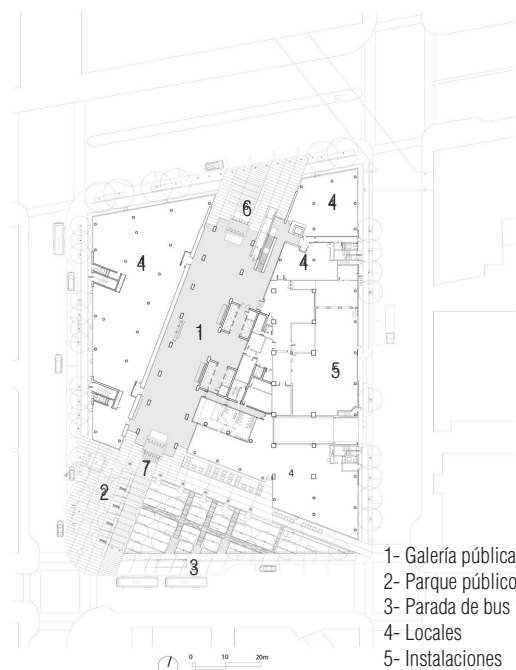 6
4
4
4
1
5
7
4
2
3
1- Galería pública
2- Parque público
3- Parada de bus
4- Locales
5- Instalaciones
0 10 20m